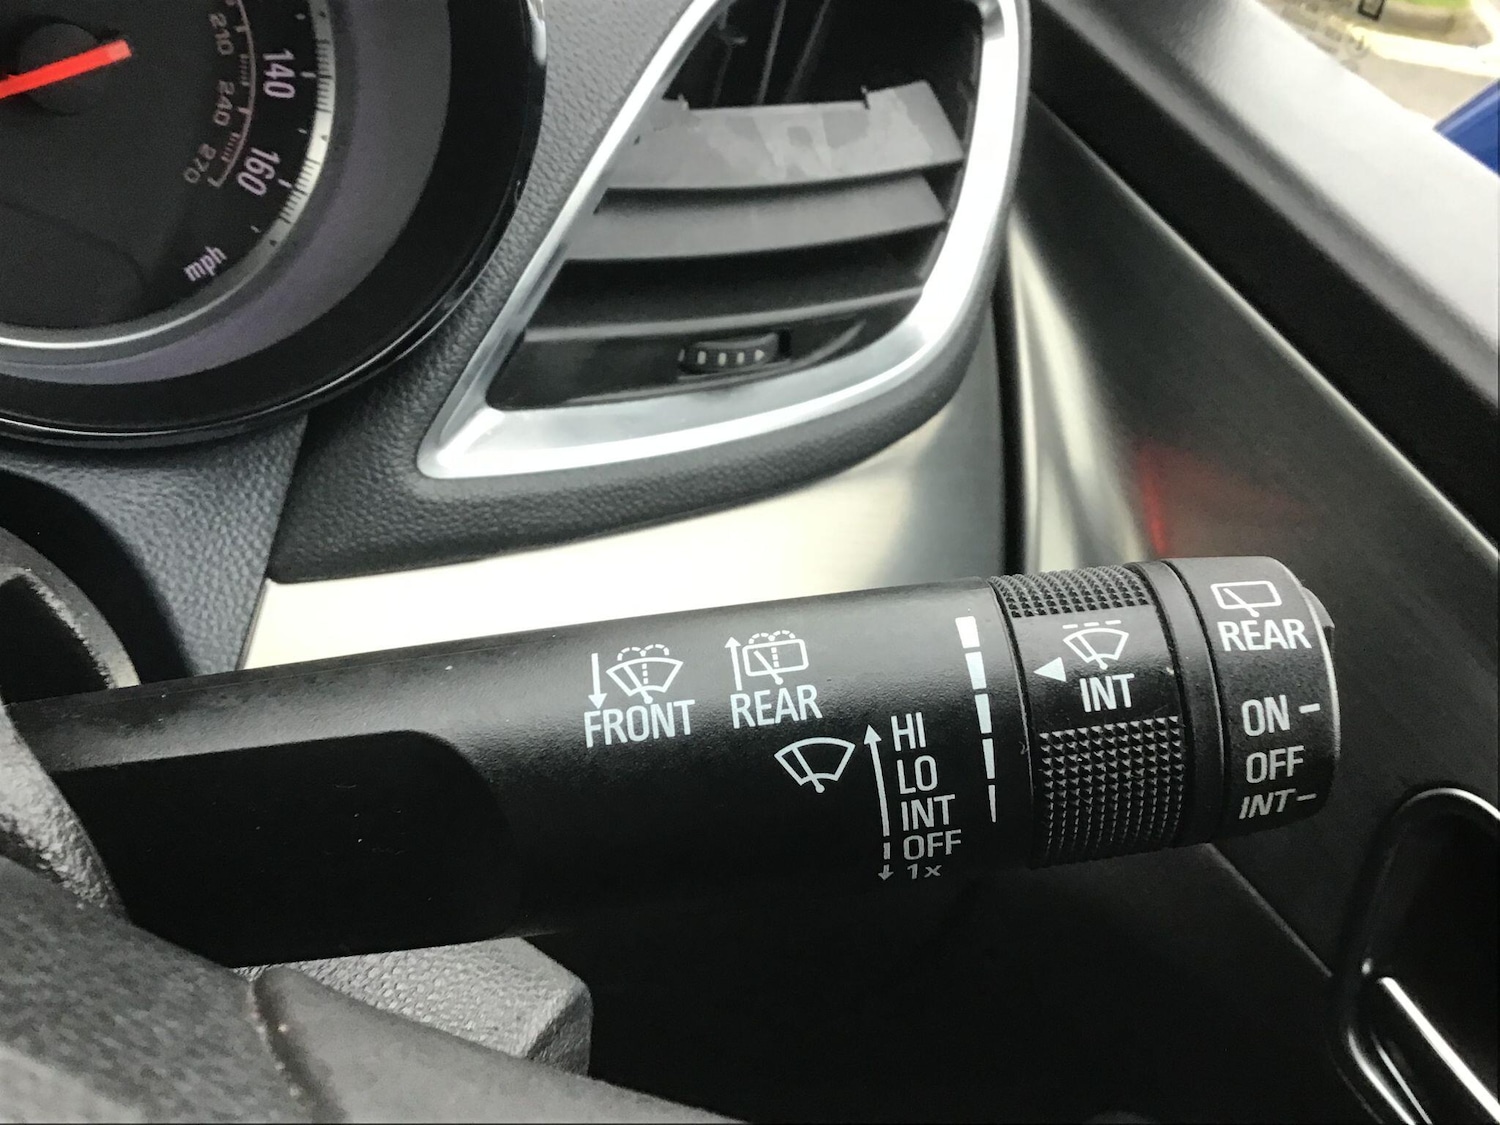 210
240
270
140
160
mph
FRONT
REAR
HI
LO
INT
OFF
1x
INT
REAR
ON
OFF
INT